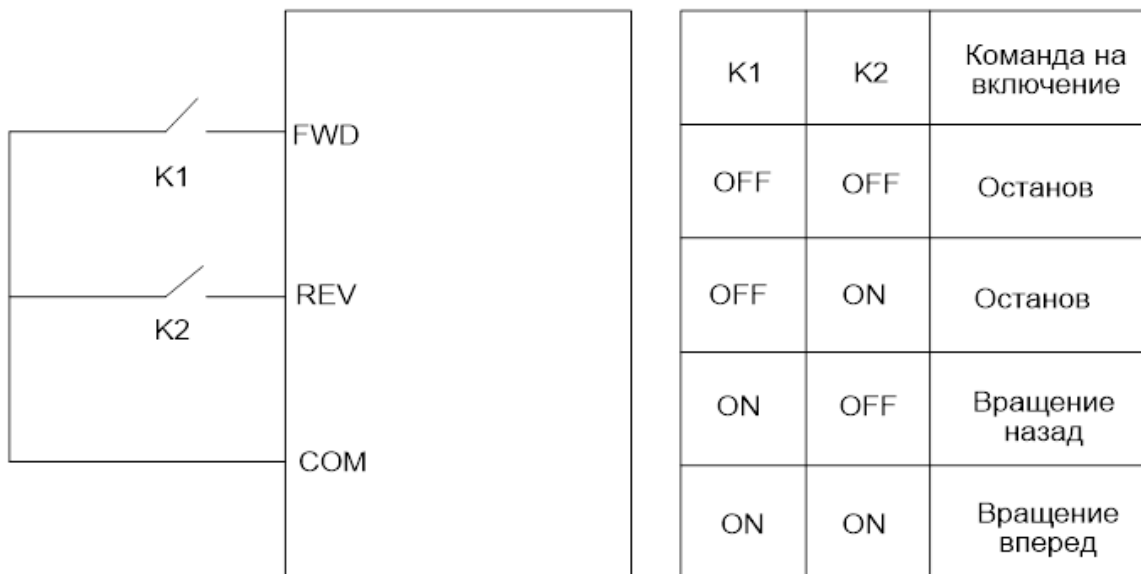 FWD
K1
REV
K2
COM
K1 K2 Команда на
включение
OFF OFF Останов
OFF ON Останов
ON OFF Вращение
назад
ON ON Вращение
вперед